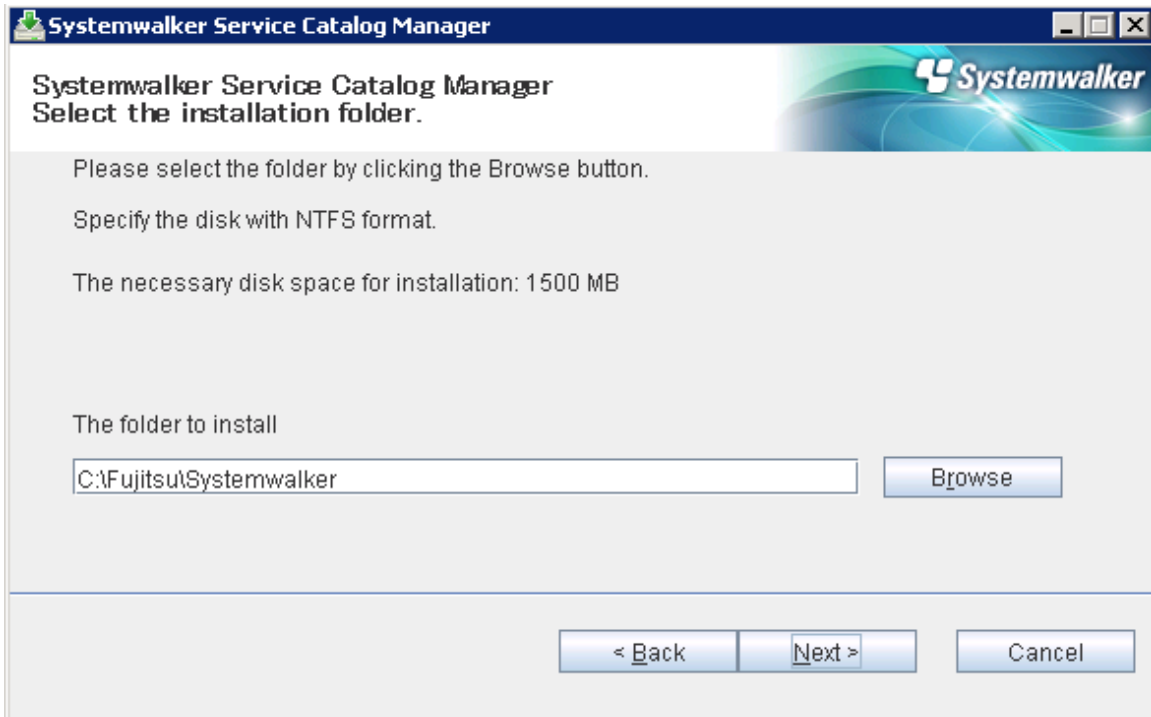 Systemwalker Service Catalog Manager
Systemwalker Service Catalog Manager
Select the installation folder.
Systemwalker
Please select the folder by clicking the Browse button.
Specify the disk with NTFS format.
The necessary disk space for installation: 1500 MB
The folder to install
C:\Fujitsu\Systemwalker
Browse
< Back
Next >
Cancel